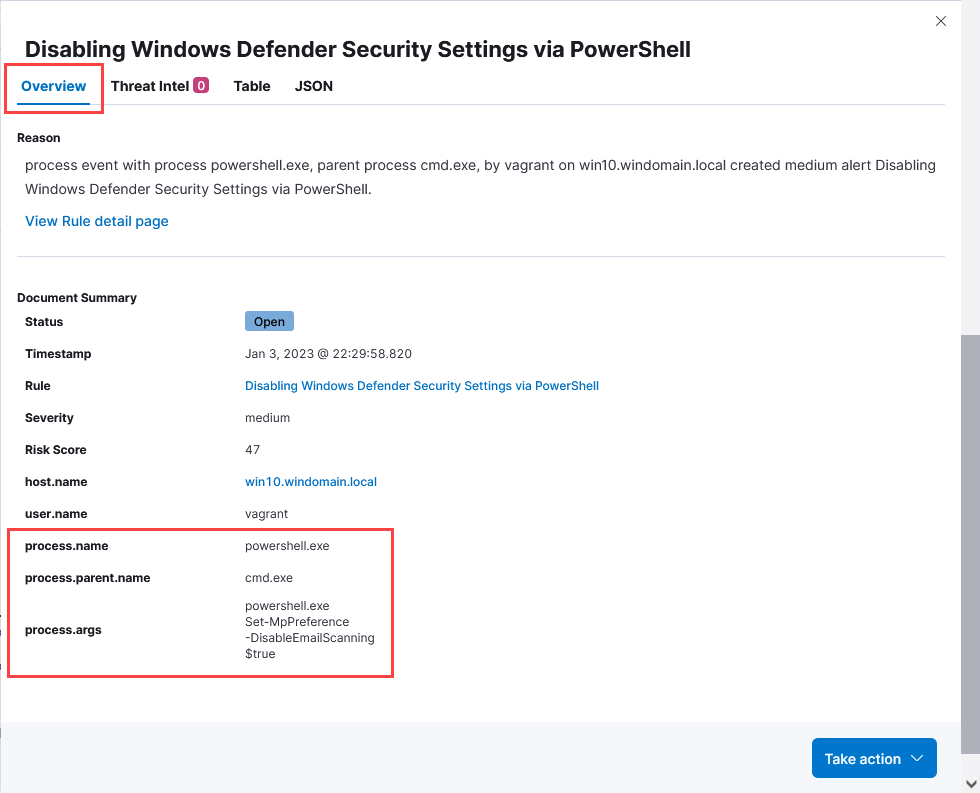 Disabling Windows Defender Security Settings via PowerShell
Overview Threat Intel 0 Table JSON
Reason
process event with process powershell.exe, parent process cmd.exe, by vagrant on win10.windomain.local created medium alert Disabling
Windows Defender Security Settings via PowerShell.
View Rule detail page
Document Summary
Status Open
Timestamp Jan 3, 2023 @ 22:29:58.820
Rule Disabling Windows Defender Security Settings via PowerShell
Severity medium
Risk Score 47
host.name win10.windomain.local
user.name vagrant
process.name powershell.exe
process.parent.name cmd.exe
process.args powershell.exe
Set-MpPreference
-DisableEmailScanning
$true
Take action